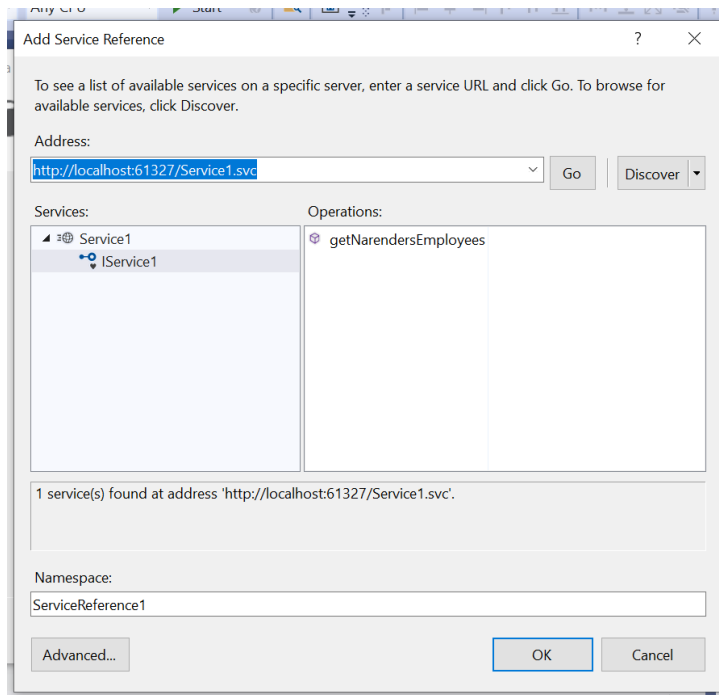 Any CPU
Start
Add Service Reference
?
To see a list of available services on a specific server, enter a service URL and click Go. To browse for
available services, click Discover.
Address:
http://localhost:61327/Service1.svc
Go
Discover
Services:
Operations:
Service1
IService1
getNarendersEmployees
1 service(s) found at address 'http://localhost:61327/Service1.svc'.
Namespace:
ServiceReference1
Advanced...
OK
Cancel